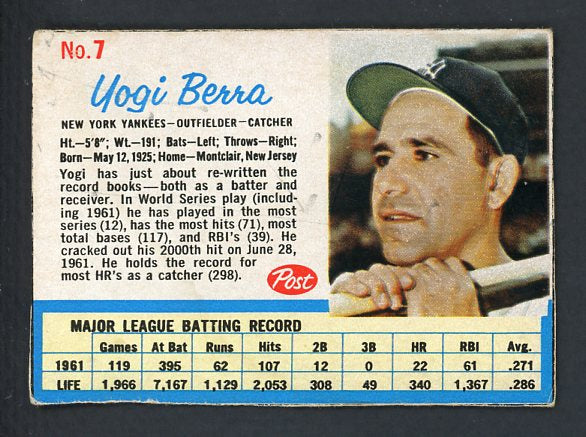 No.7
Yogi Berra
NEW YORK YANKEES—OUTFIELDER—CATCHER
Ht.—5'8"; Wt.—191; Bats—Left; Throws—Right;
Born—May 12, 1925; Home—Montclair, New Jersey
Yogi has just about re-written the
record books—both as a batter and
receiver. In World Series play (includ-
ing 1961) he has played in the most
series (12), has the most hits (71), most
total bases (117), and RBI's (39). He
cracked out his 2000th hit on June 28,
1961. He holds the record for
most HR's as a catcher (298).
Post
MAJOR LEAGUE BATTING RECORD
Games At Bat Runs Hits 2B 3B HR RBI Avg.
1961 119 395 62 107 12 0 22 61 .271
LIFE 1,966 7,167 1,129 2,053 308 49 340 1,367 .286